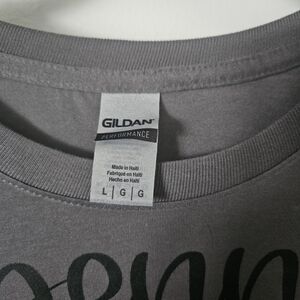 GILDAN
PERFORMANCE
Made in Haiti
Fabriqué en Haïti
Hecho en Haití
L | G | G